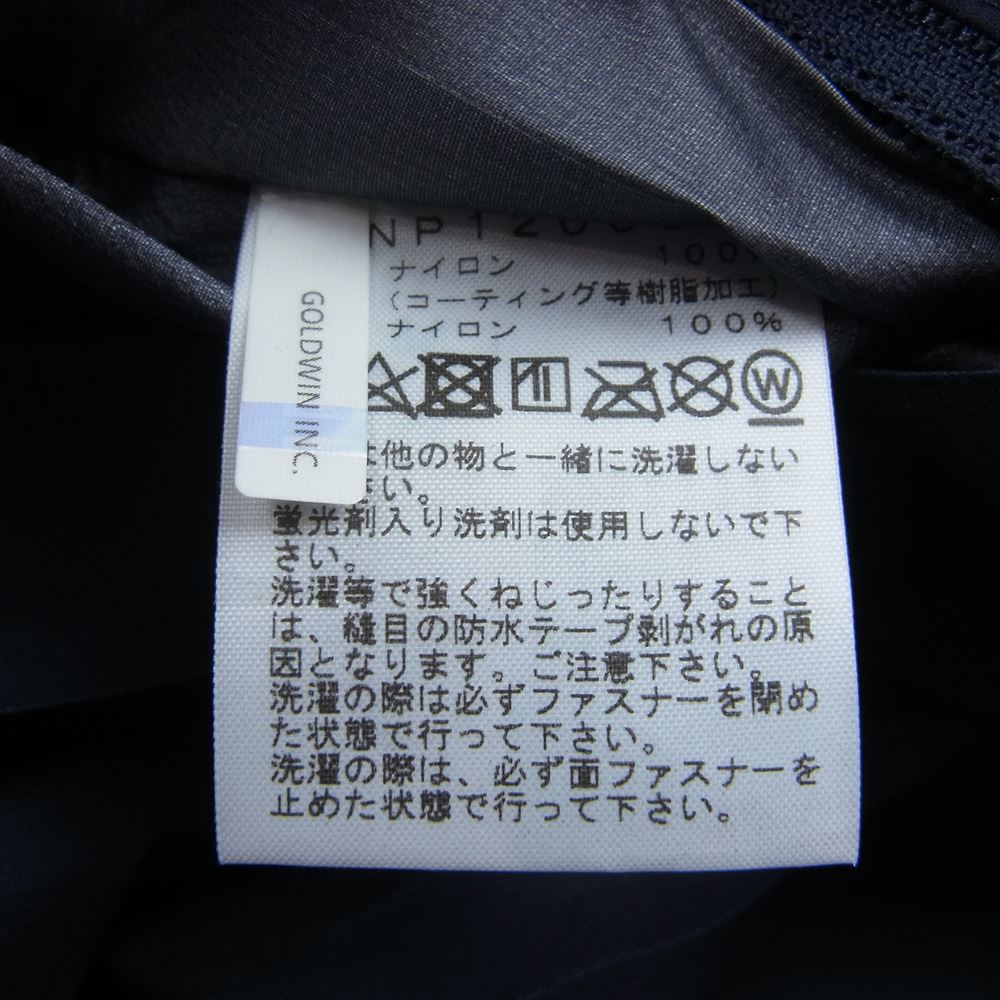 GOLDWIN INC.
NP120
ナイロン 100%
(コーティング等樹脂加工)
ナイロン 100%
W
は他の物と一緒に洗濯しない
さい。
蛍光剤入り洗剤は使用しないで下
さい。
洗濯等で強くねじったりすること
は、縫目の防水テープ剥がれの原
因となります。ご注意下さい。
洗濯の際は必ずファスナーを閉め
た状態で行って下さい。
洗濯の際は、必ず面ファスナーを
止めた状態で行って下さい。